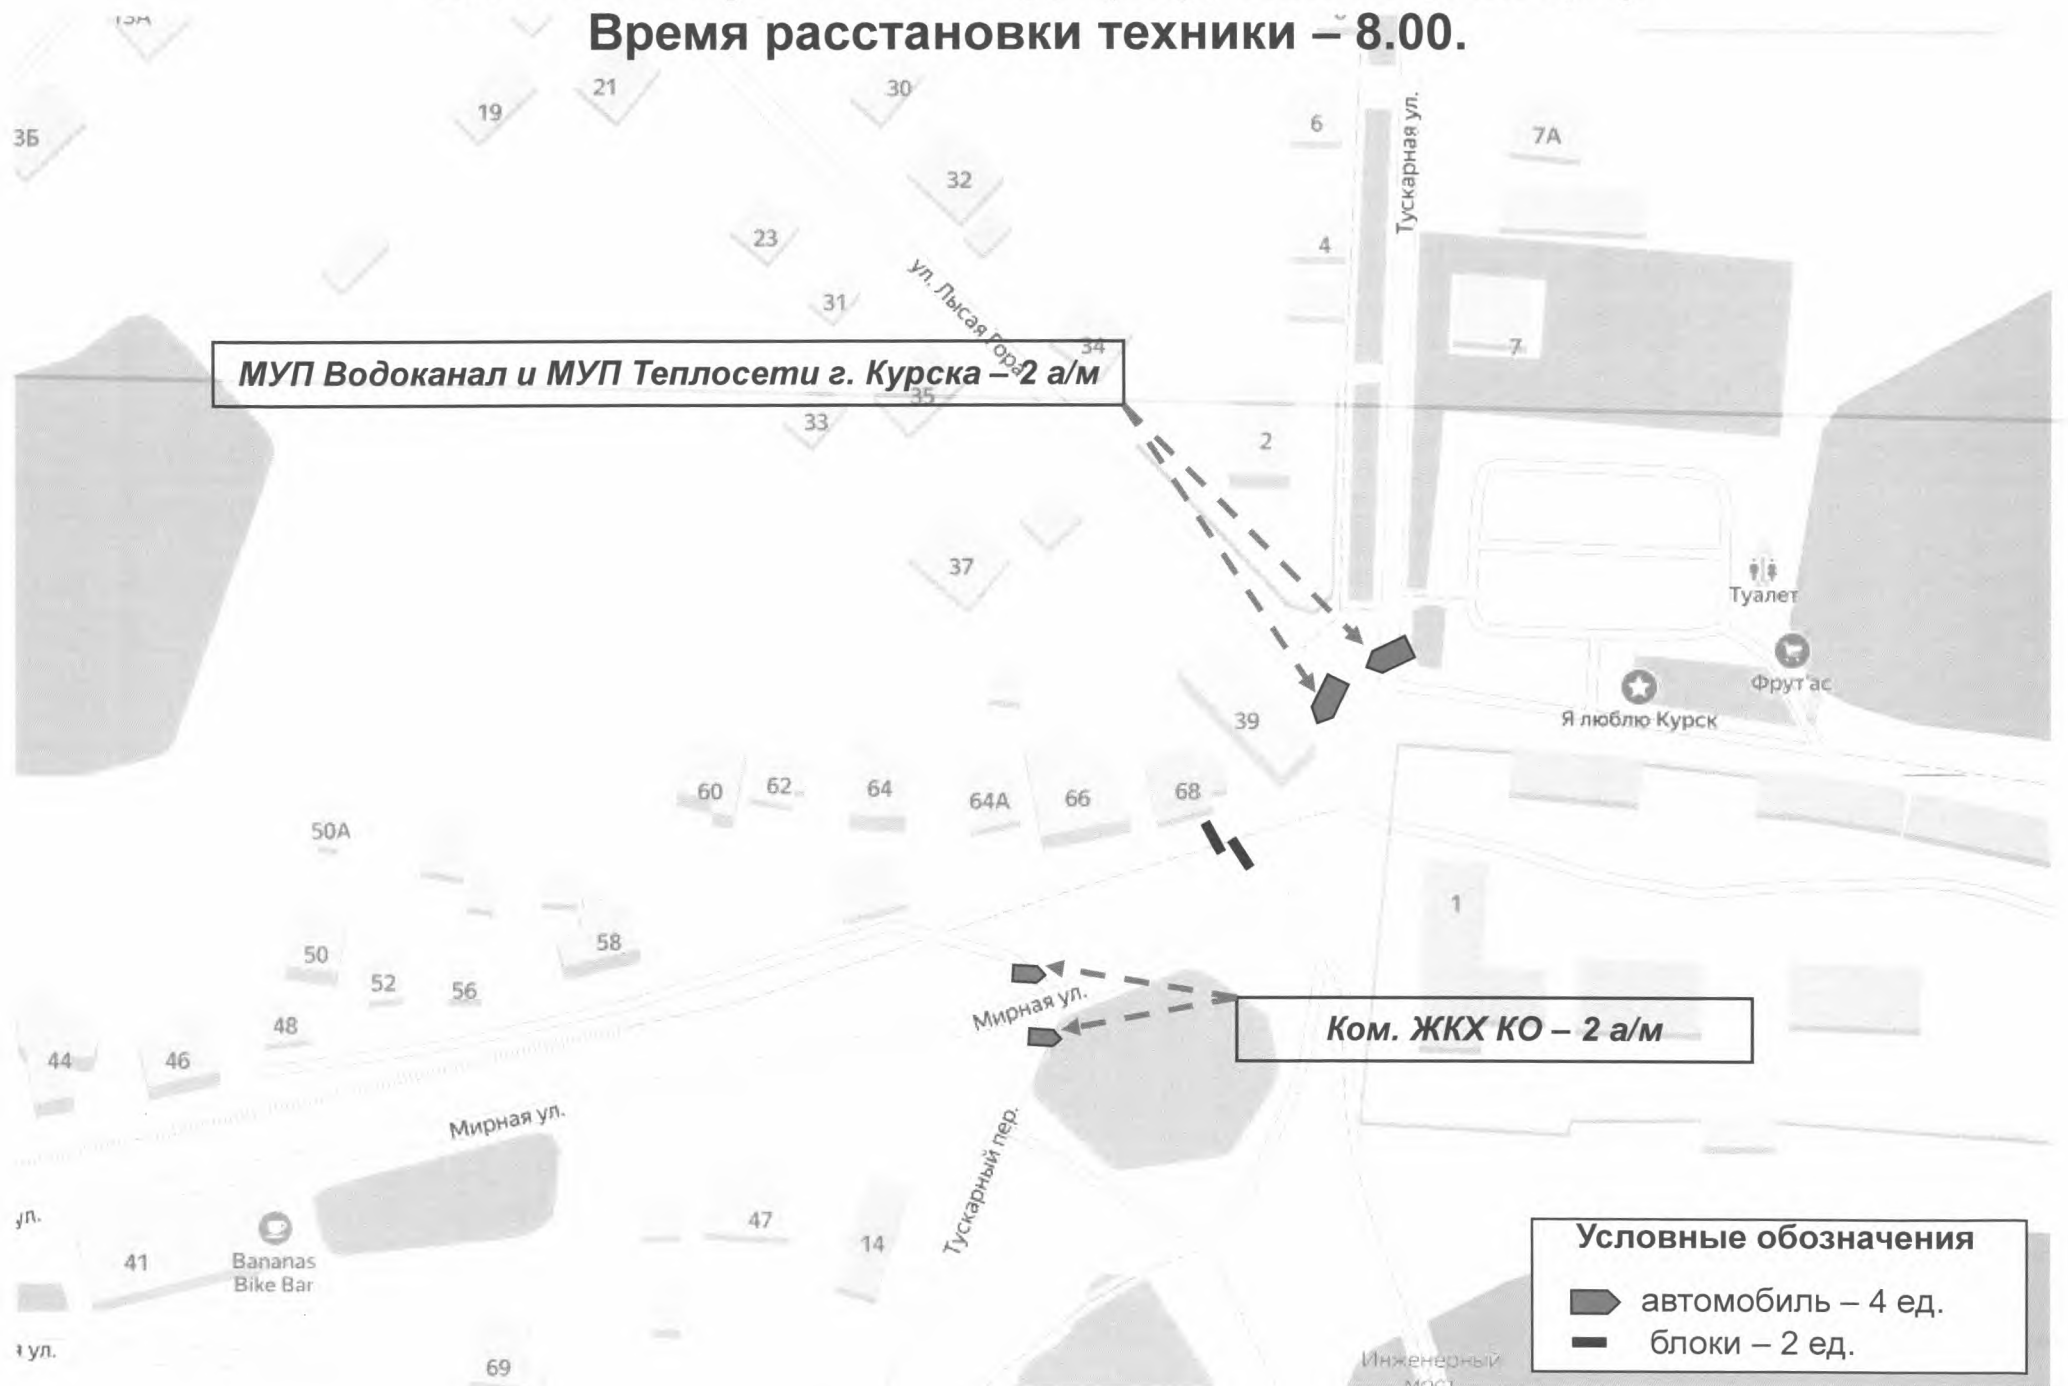 Время расстановки техники – 8.00.
13А
21
30
19
3Б
6
7А
Тускарная ул.
32
23
4
ул. Лысая Гора
31
34
7
МУП Водоканал и МУП Теплосети г. Курска – 2 а/м
35
33
2
37
Туалет
Фрут'ас
Я люблю Курск
39
60
62
64
64А
66
68
50А
1
58
50
52
56
48
Мирная ул.
Ком. ЖКХ КО – 2 а/м
44
46
Мирная ул.
Тускарный пер.
ул.
47
14
41
Bananas
Bike Bar
Условные обозначения
автомобиль – 4 ед.
блоки – 2 ед.
ул.
69
Инженерный
мост